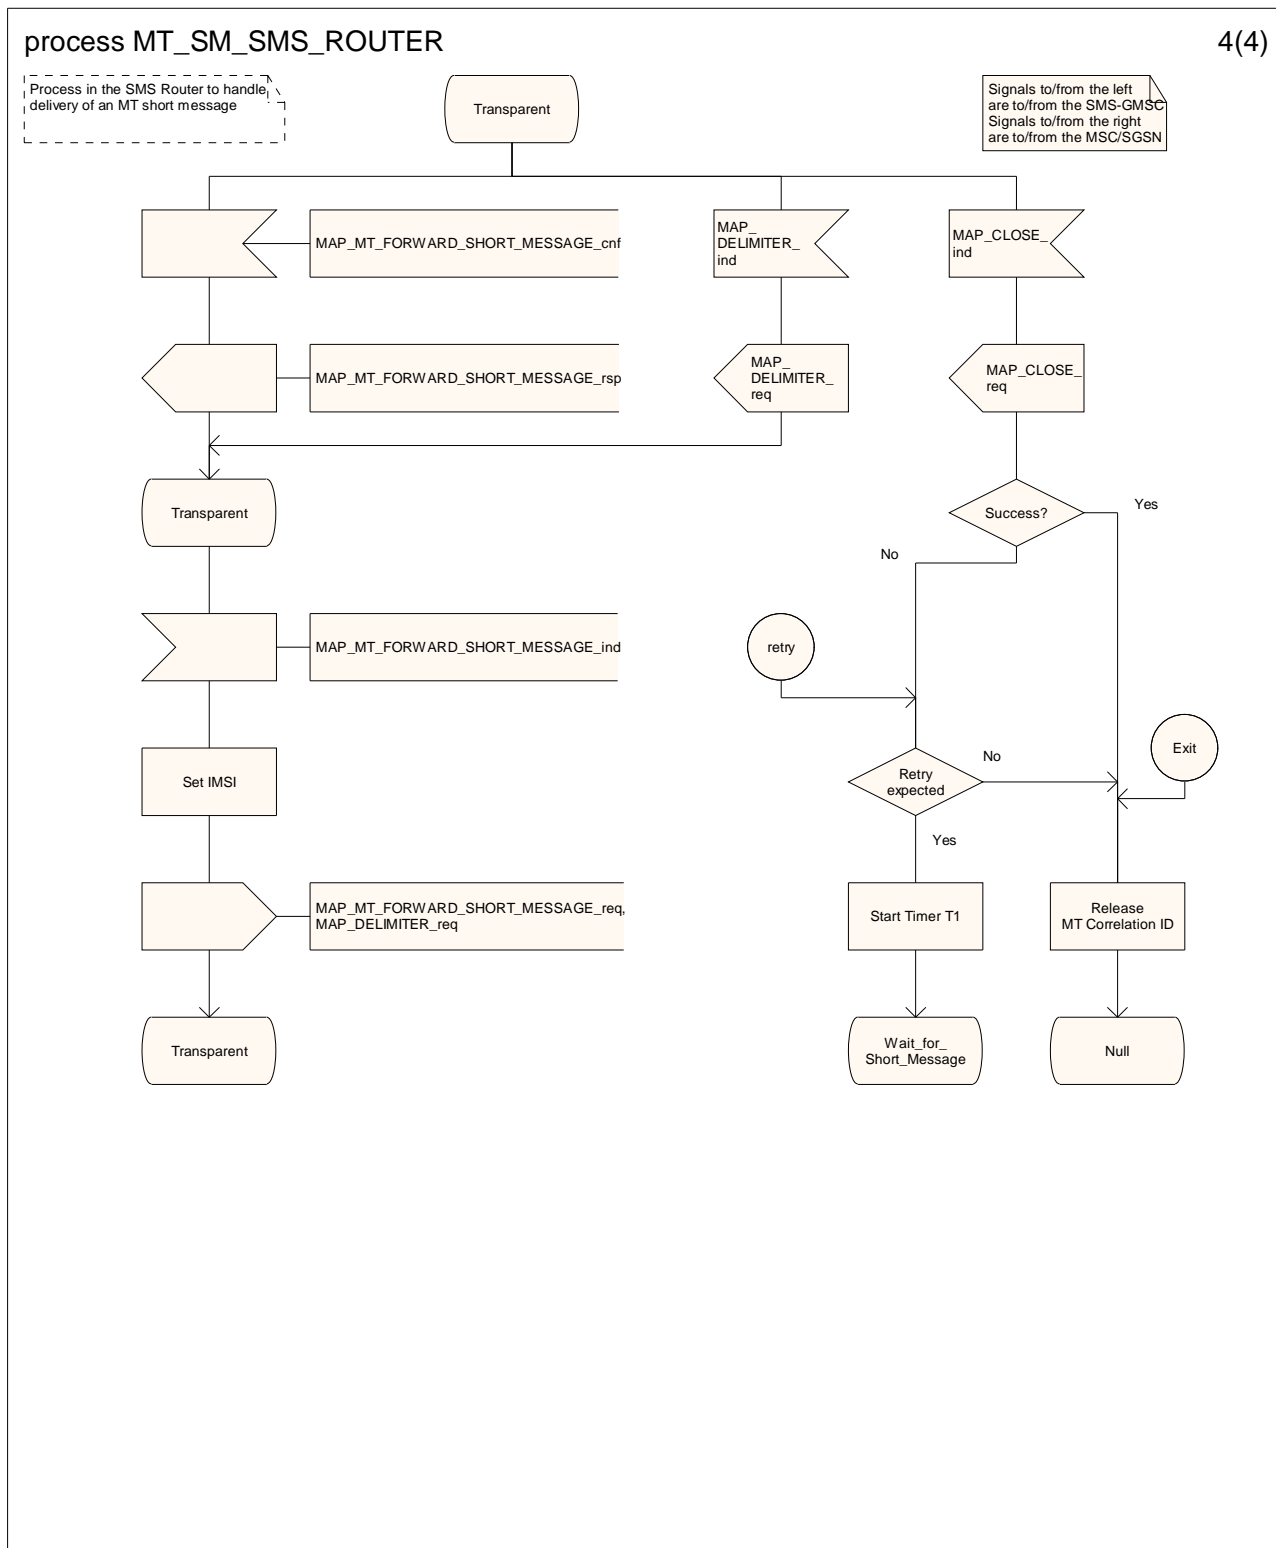 process MT_SM_SMS_ROUTER
4(4)
Process in the SMS Router to handle
delivery of an MT short message
Transparent
Signals to/from the left
are to/from the SMS-GMSC
Signals to/from the right
are to/from the MSC/SGSN
MAP_MT_FORWARD_SHORT_MESSAGE_cnf
MAP_
DELIMITER_
ind
MAP_CLOSE_
ind
MAP_MT_FORWARD_SHORT_MESSAGE_rsp
MAP_
DELIMITER_
req
MAP_CLOSE_
req
Transparent
Success?
Yes
No
MAP_MT_FORWARD_SHORT_MESSAGE_ind
retry
Set IMSI
Retry
expected
No
Exit
Yes
MAP_MT_FORWARD_SHORT_MESSAGE_req,
MAP_DELIMITER_req
Start Timer T1
Release
MT Correlation ID
Transparent
Wait_for_
Short_Message
Null